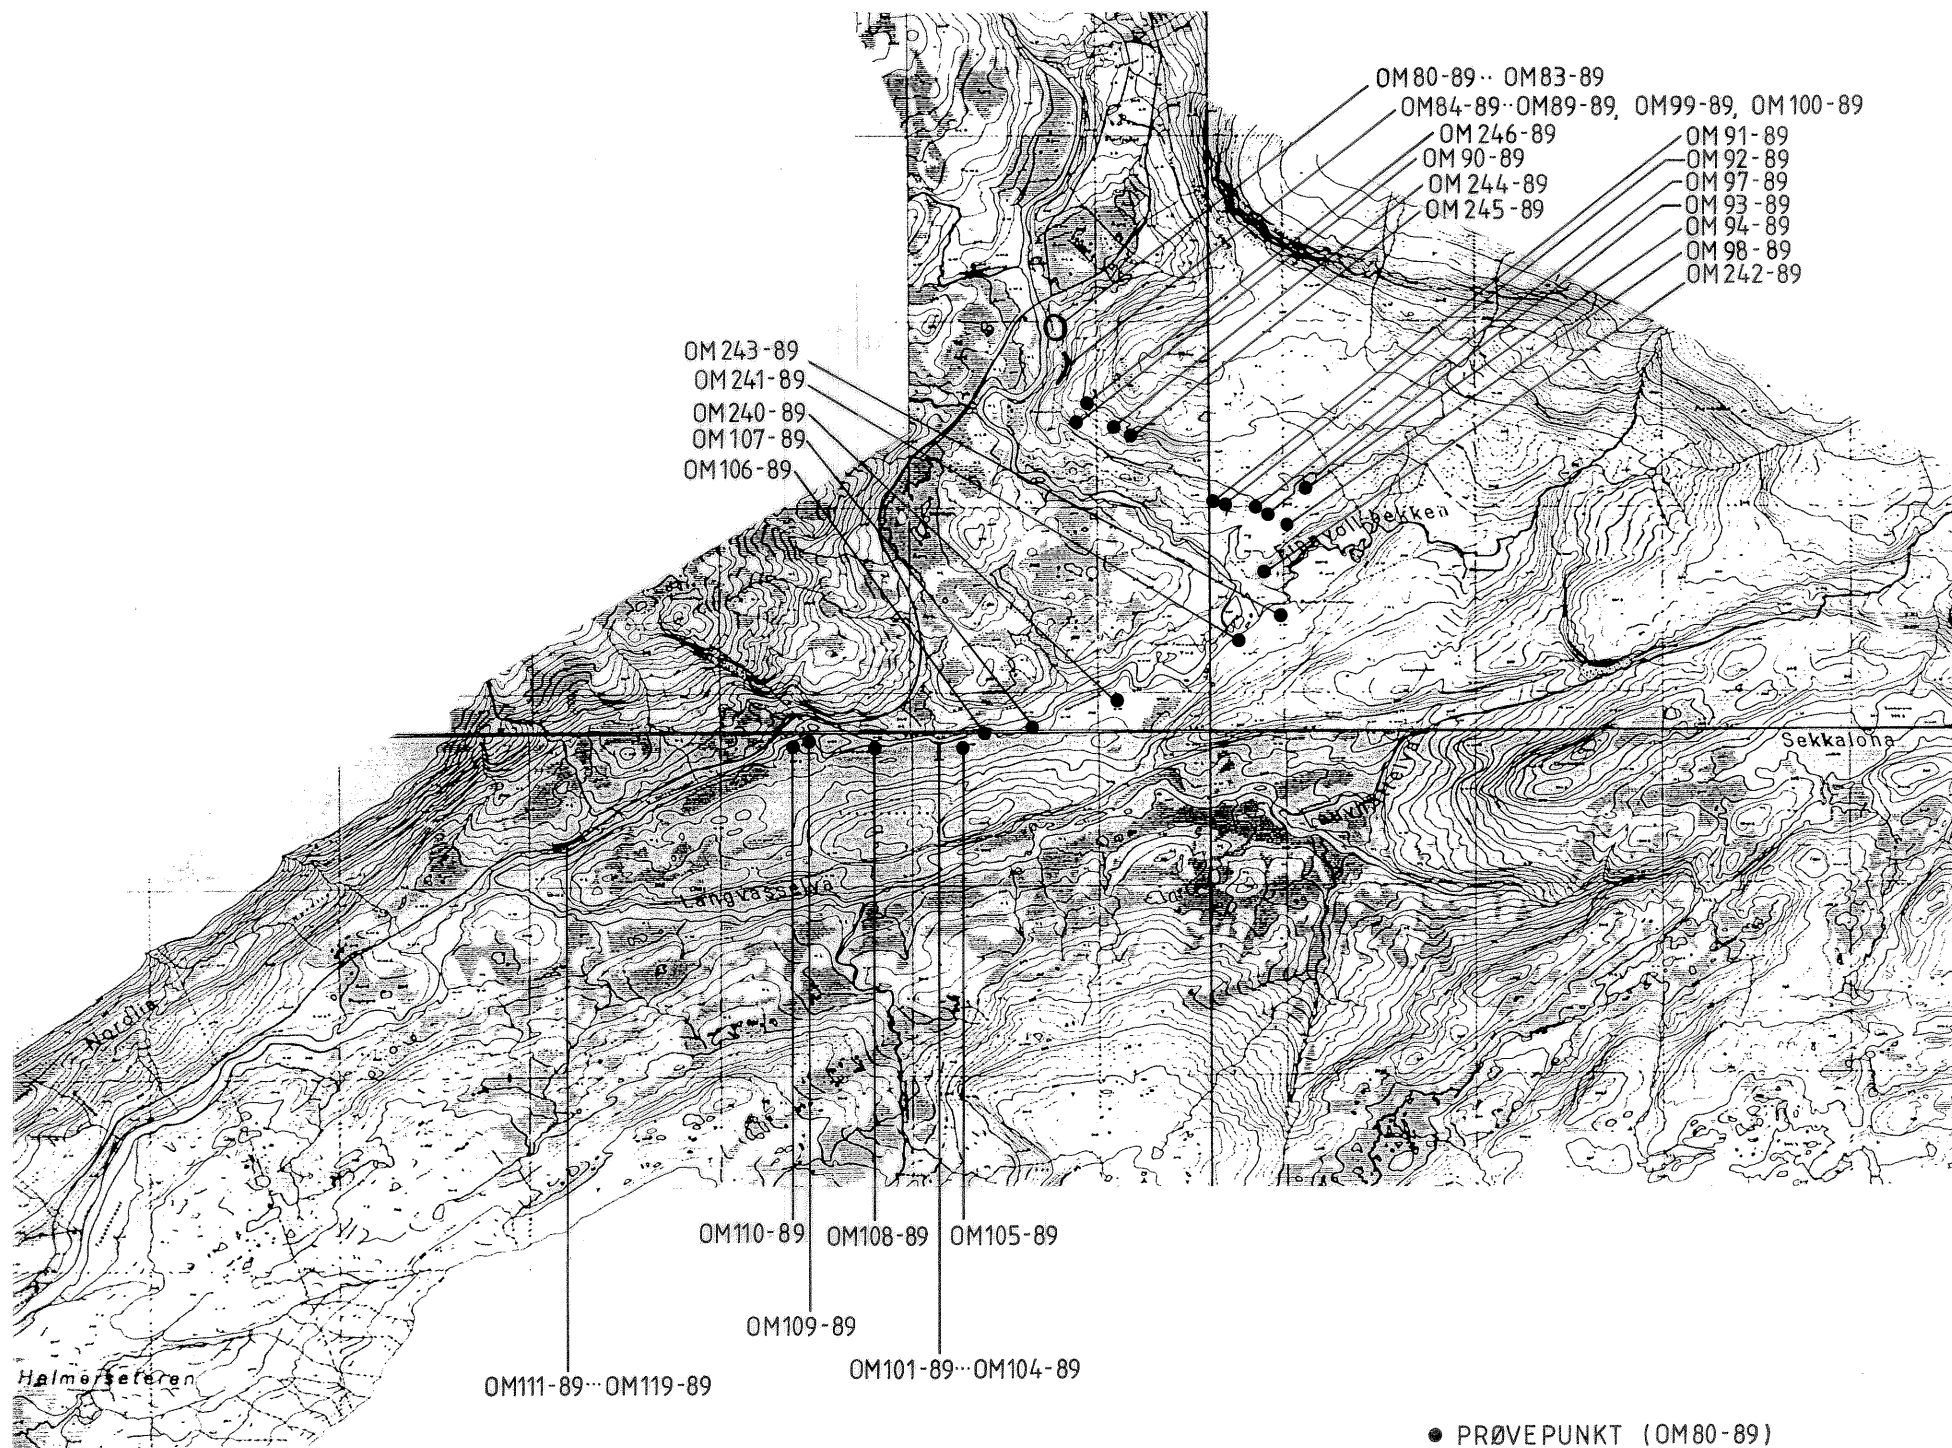 OM80-89·· OM83-89
OM84-89··OM89-89, OM99-89, OM100-89
OM246-89
OM90-89
OM244-89
OM245-89
OM91-89
OM92-89
OM97-89
OM93-89
OM94-89
OM98-89
OM242-89
OM243-89
OM241-89
OM240-89
OM107-89
OM106-89
Finnvollbekken
Sekkalona
Langvasselva
Nordlia
OM110-89
OM108-89
OM105-89
OM109-89
OM101-89···OM104-89
OM111-89···OM119-89
Halmørseteren
● PRØVEPUNKT (OM80-89)